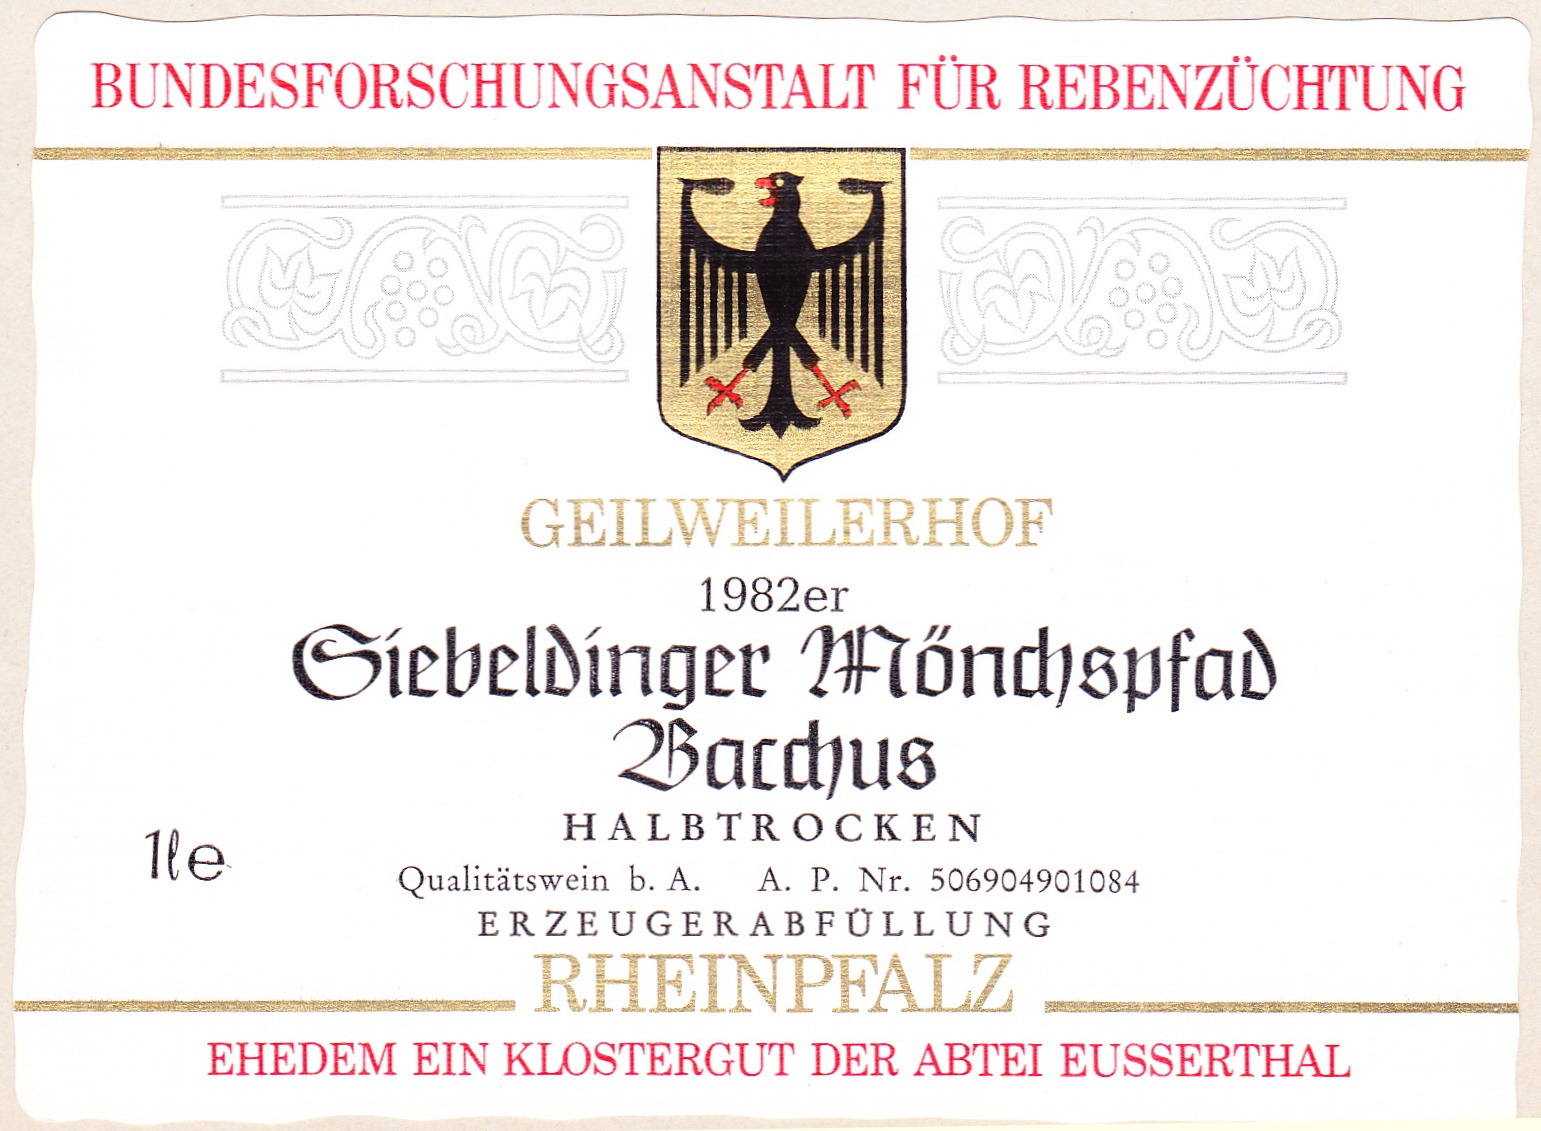 BUNDESFORSCHUNGSANSTALT FÜR REBENZÜCHTUNG
GEILWEILERHOF
1982er
Siebeldinger Mönchspfad
Bacchus
HALBTROCKEN
1le
Qualitätswein b. A. A. P. Nr. 506904901084
ERZEUGERABFÜLLUNG
RHEINPFALZ
EHEDEM EIN KLOSTERGUT DER ABTEI EUSSERTHAL